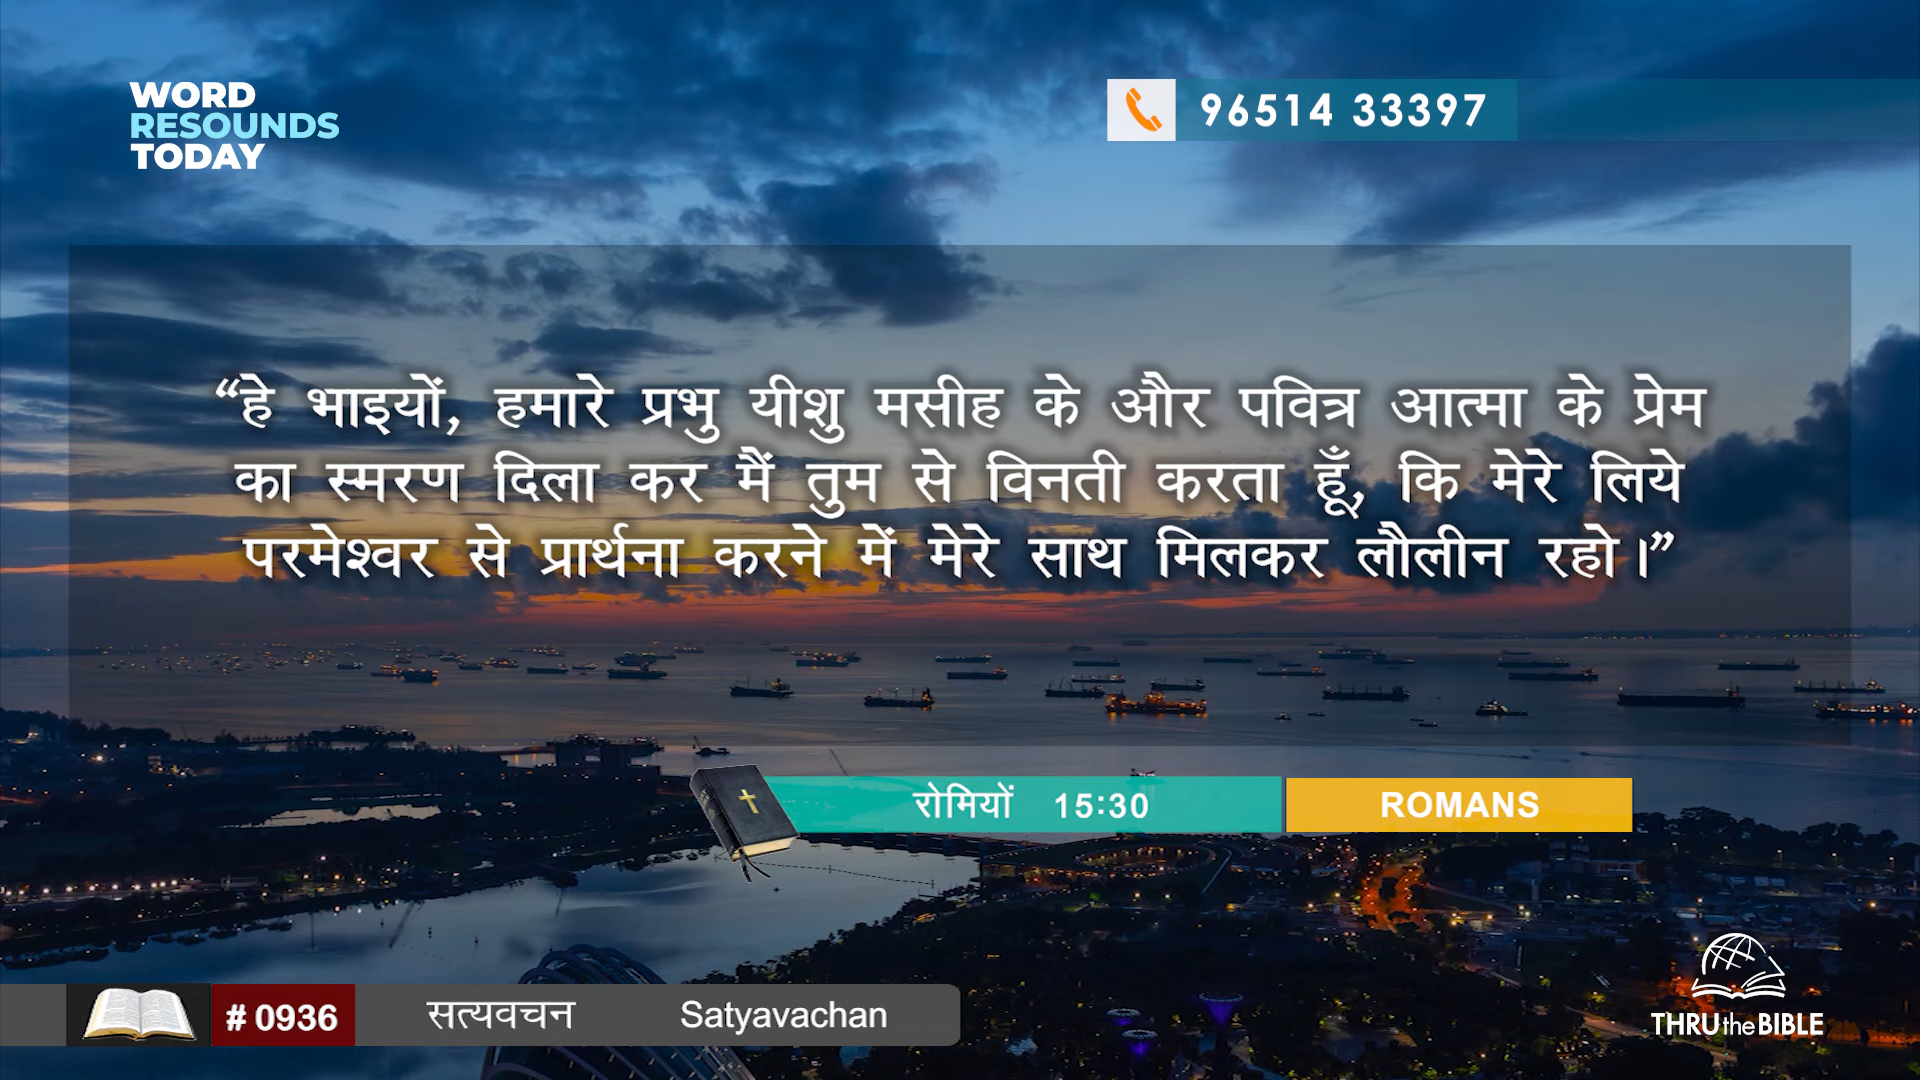 WORD
RESOUNDS
TODAY
96514 33397
“हे भाइयों, हमारे प्रभु यीशु मसीह के और पवित्र आत्मा के प्रेम
का स्मरण दिला कर मैं तुम से विनती करता हूँ, कि मेरे लिये
परमेश्वर से प्रार्थना करने में मेरे साथ मिलकर लौलीन रहो।”
रोमियों 15:30 ROMANS
# 0936 सत्यवचन Satyavachan
THRU the BIBLE